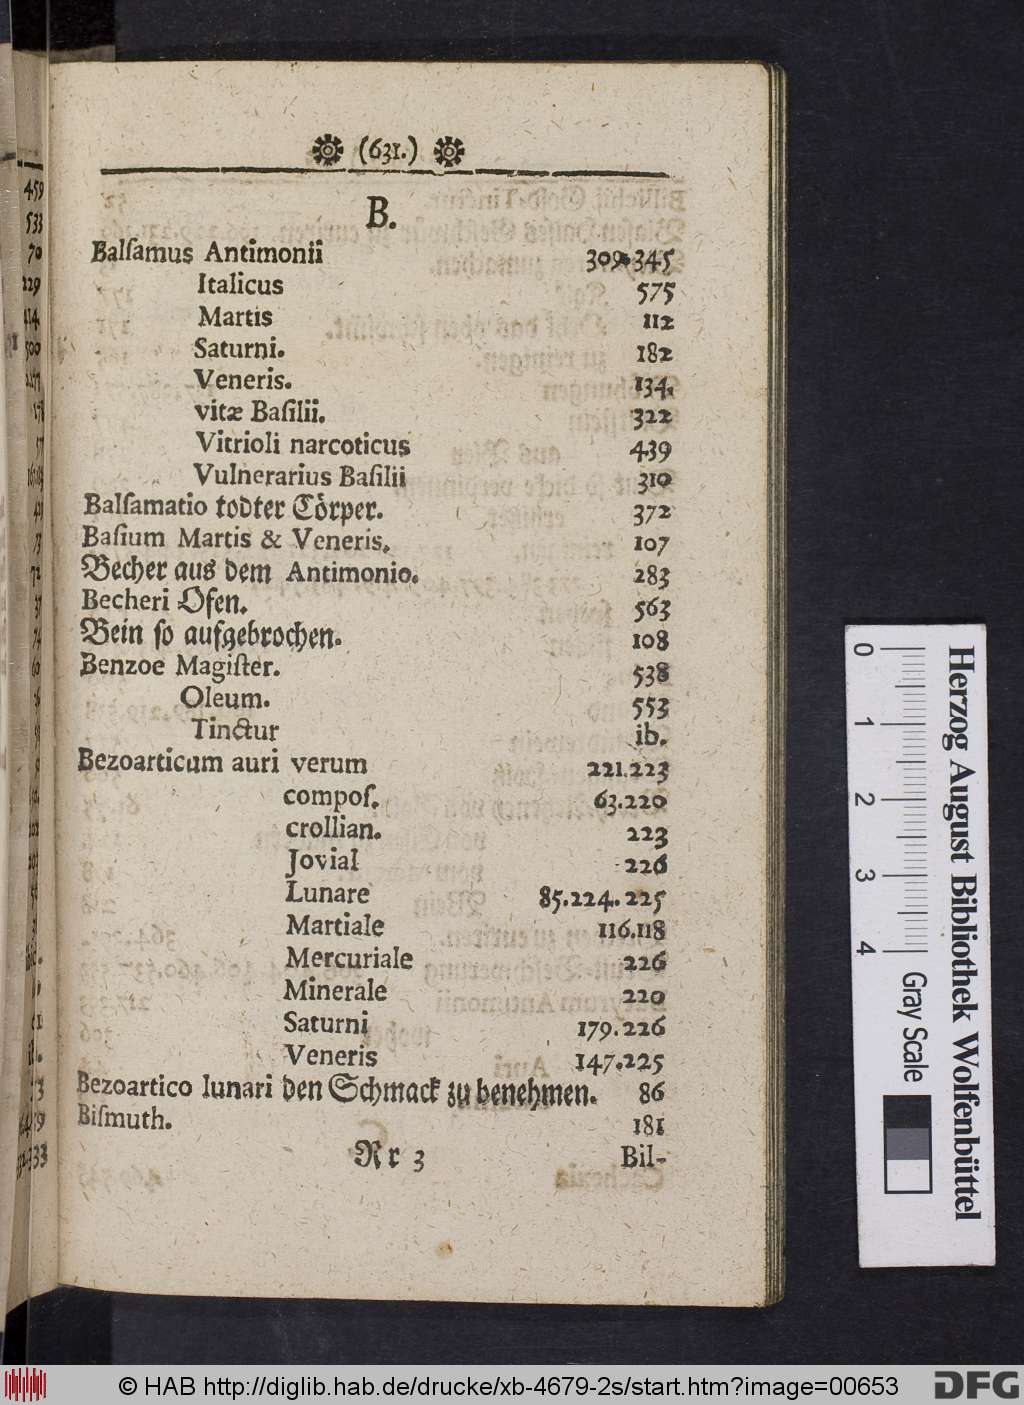 (631.)
B.
Balſamus Antimonii 309.345
Italicus 575
Martis 112
Saturni. 182
Veneris. 134.
vitæ Baſilii. 322
Vitrioli narcoticus 439
Vulnerarius Baſilii 310
Balſamatio todter Cörper. 372
Baſium Martis & Veneris. 107
Becher aus dem Antimonio. 283
Becheri Ofen. 563
Bein ſo aufgebrochen. 108
Benzoe Magiſter. 538
Oleum. 553
Tinctur ib.
Bezoarticum auri verum 221.223
compoſ. 63.220
crollian. 223
Jovial 226
Lunare 85.224.225
Martiale 116.118
Mercuriale 226
Minerale 220
Saturni 179.226
Veneris 147.225
Bezoartico lunari den Schmack zu benehmen. 86
Biſmuth. 181
Rr 3 Bil-
459
533
70
229
414
500
0 1 2 3 4
Gray Scale
Herzog August Bibliothek Wolfenbüttel
© HAB http://diglib.hab.de/drucke/xb-4679-2s/start.htm?image=00653
DFG